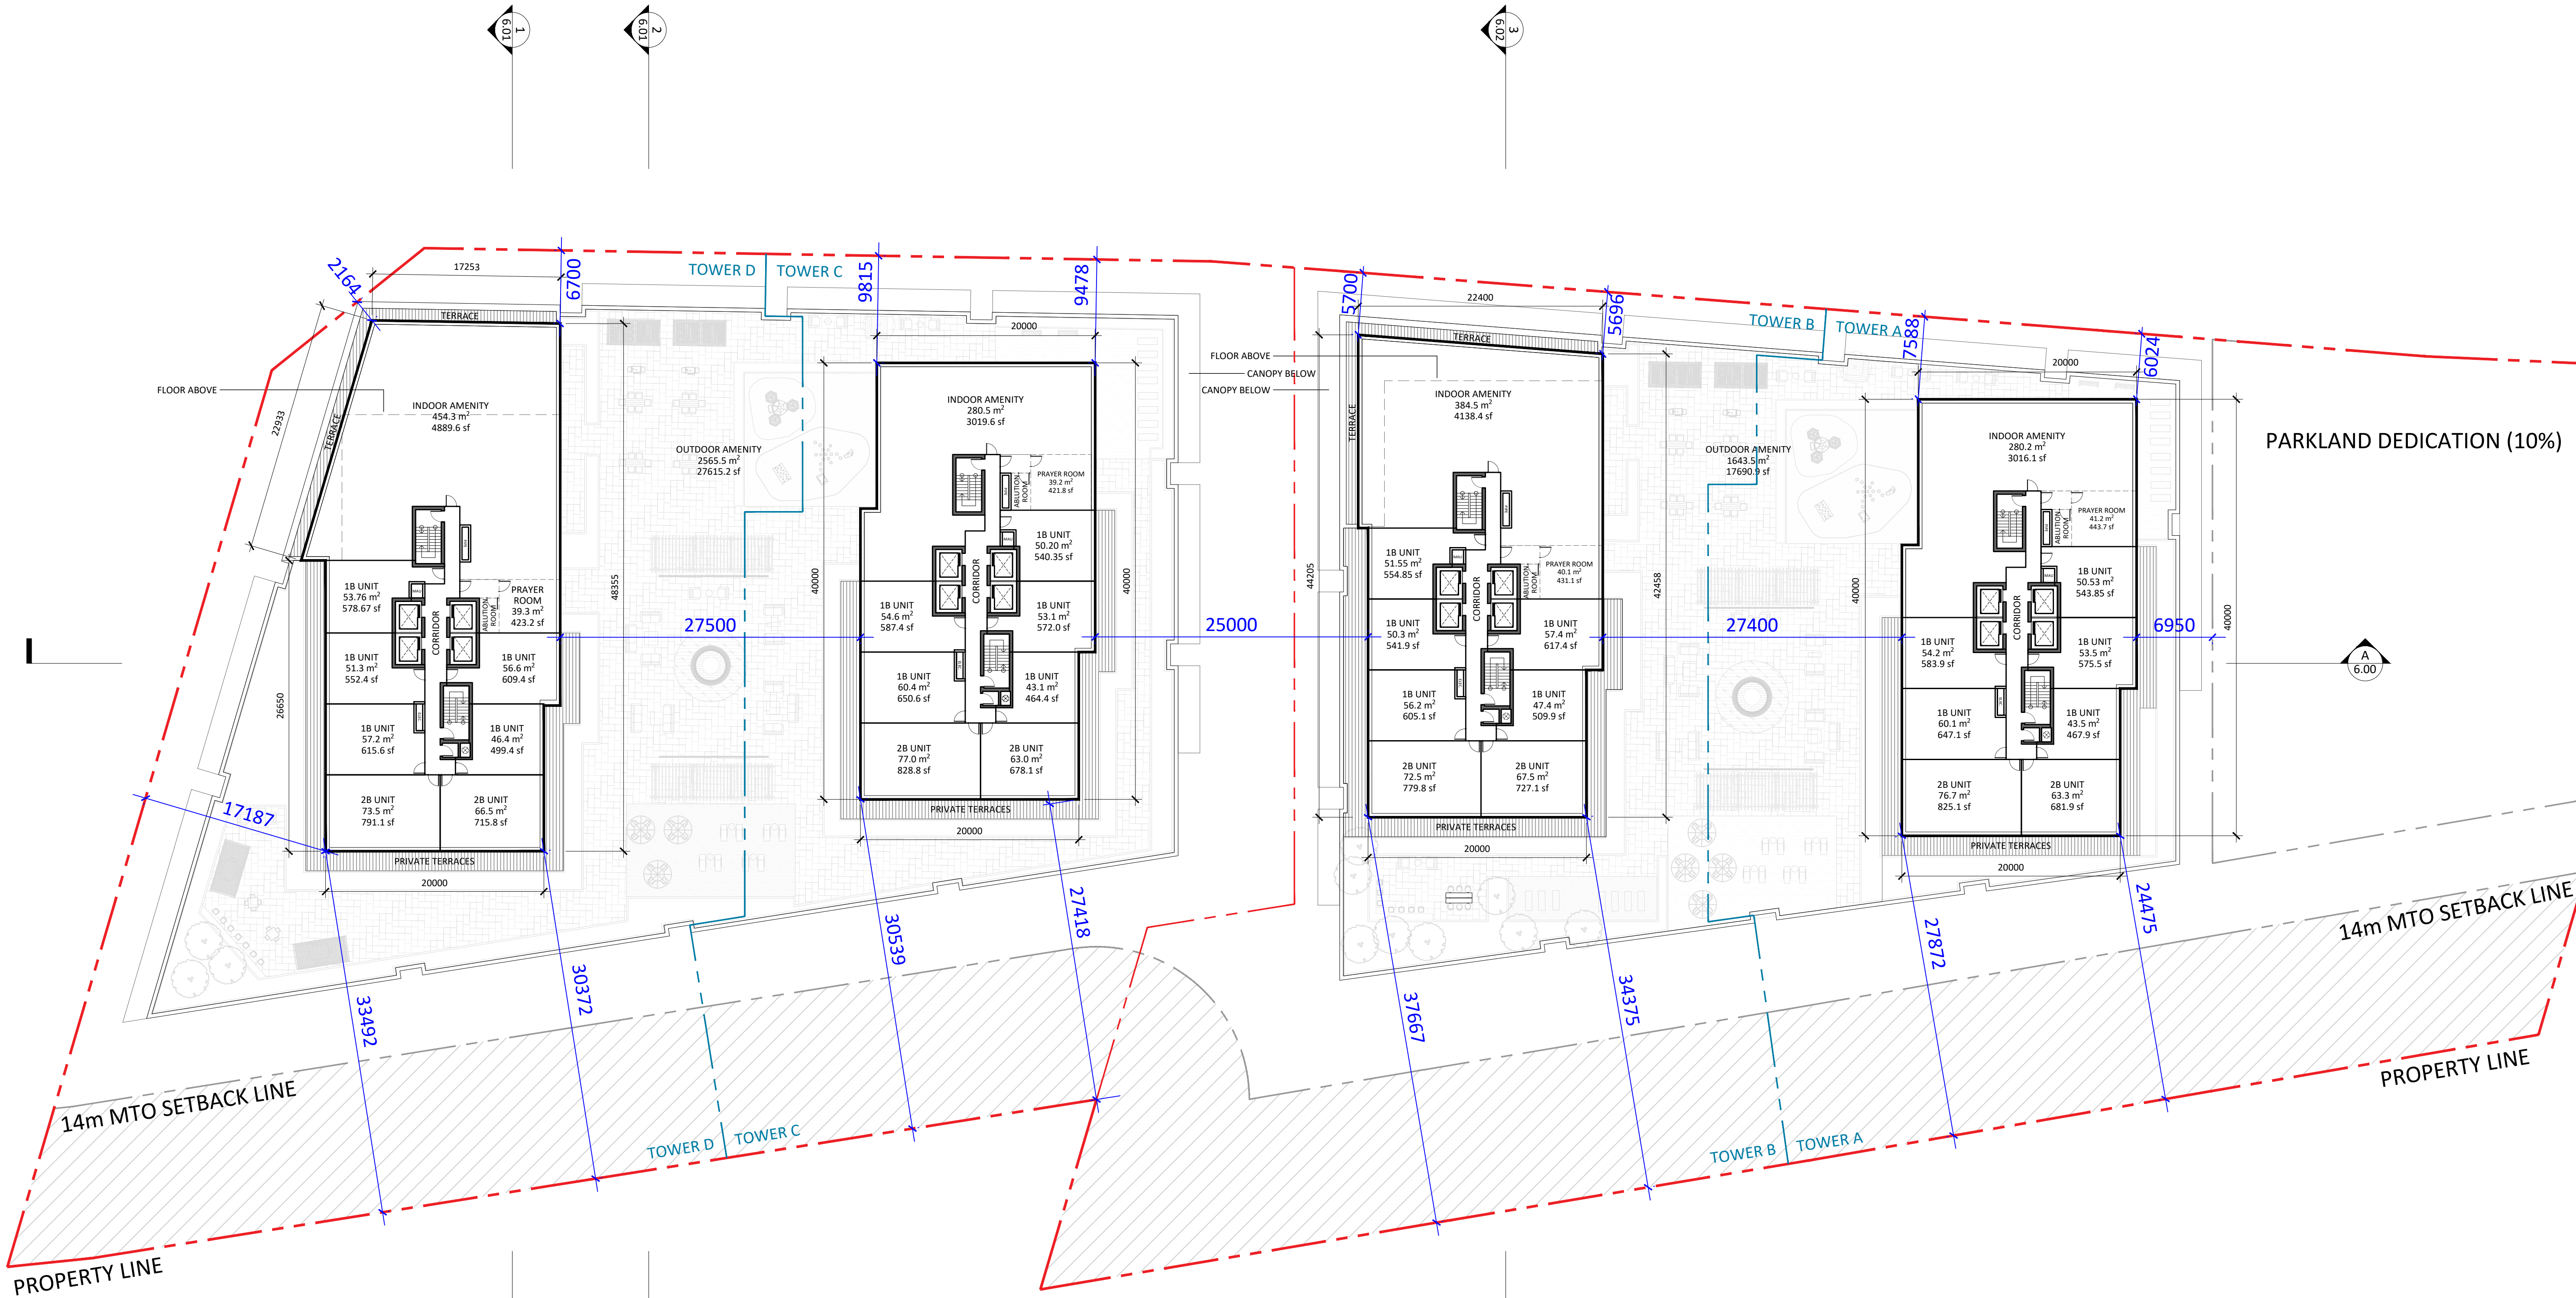 1
6.01
2
6.01
3
6.02
2164
17253
6700
TOWER D
TOWER C
9815
9478
20000
5700
22400
5696
TOWER B
TOWER A
7588
20000
6024
TERRACE
TERRACE
22933
FLOOR ABOVE
INDOOR AMENITY
454.3 m²
4889.6 sf
48355
1B UNIT
53.76 m²
578.67 sf
MAU
CORRIDOR
ABLUTION
ROOM
PRAYER
ROOM
39.3 m²
423.2 sf
1B UNIT
51.3 m²
552.4 sf
1B UNIT
56.6 m²
609.4 sf
1B UNIT
57.2 m²
615.6 sf
1B UNIT
46.4 m²
499.4 sf
2B UNIT
73.5 m²
791.1 sf
2B UNIT
66.5 m²
715.8 sf
PRIVATE TERRACES
20000
26650
17187
33492
30372
OUTDOOR AMENITY
2565.5 m²
27615.2 sf
27500
40000
INDOOR AMENITY
280.5 m²
3019.6 sf
PRAYER ROOM
39.2 m²
421.8 sf
ABLUTION
ROOM
MAU
1B UNIT
50.20 m²
540.35 sf
CORRIDOR
1B UNIT
54.6 m²
587.4 sf
1B UNIT
53.1 m²
572.0 sf
1B UNIT
60.4 m²
650.6 sf
1B UNIT
43.1 m²
464.4 sf
2B UNIT
77.0 m²
828.8 sf
2B UNIT
63.0 m²
678.1 sf
PRIVATE TERRACES
20000
40000
30539
27418
FLOOR ABOVE
CANOPY BELOW
CANOPY BELOW
25000
44205
TERRACE
TERRACE
INDOOR AMENITY
384.5 m²
4138.4 sf
1B UNIT
51.55 m²
554.85 sf
MAU
CORRIDOR
ABLUTION
ROOM
PRAYER ROOM
40.1 m²
431.1 sf
1B UNIT
50.3 m²
541.9 sf
1B UNIT
57.4 m²
617.4 sf
1B UNIT
56.2 m²
605.1 sf
1B UNIT
47.4 m²
509.9 sf
2B UNIT
72.5 m²
779.8 sf
2B UNIT
67.5 m²
727.1 sf
PRIVATE TERRACES
20000
42458
37667
34375
OUTDOOR AMENITY
1643.5 m²
17690.9 sf
27400
40000
INDOOR AMENITY
280.2 m²
3016.1 sf
PRAYER ROOM
41.2 m²
443.7 sf
ABLUTION
ROOM
MAU
1B UNIT
50.53 m²
543.85 sf
CORRIDOR
1B UNIT
54.2 m²
583.9 sf
1B UNIT
53.5 m²
575.5 sf
1B UNIT
60.1 m²
647.1 sf
1B UNIT
43.5 m²
467.9 sf
2B UNIT
76.7 m²
825.1 sf
2B UNIT
63.3 m²
681.9 sf
PRIVATE TERRACES
20000
40000
6950
27872
24475
PARKLAND DEDICATION (10%)
A
6.00
14m MTO SETBACK LINE
PROPERTY LINE
14m MTO SETBACK LINE
PROPERTY LINE
TOWER D
TOWER C
TOWER B
TOWER A